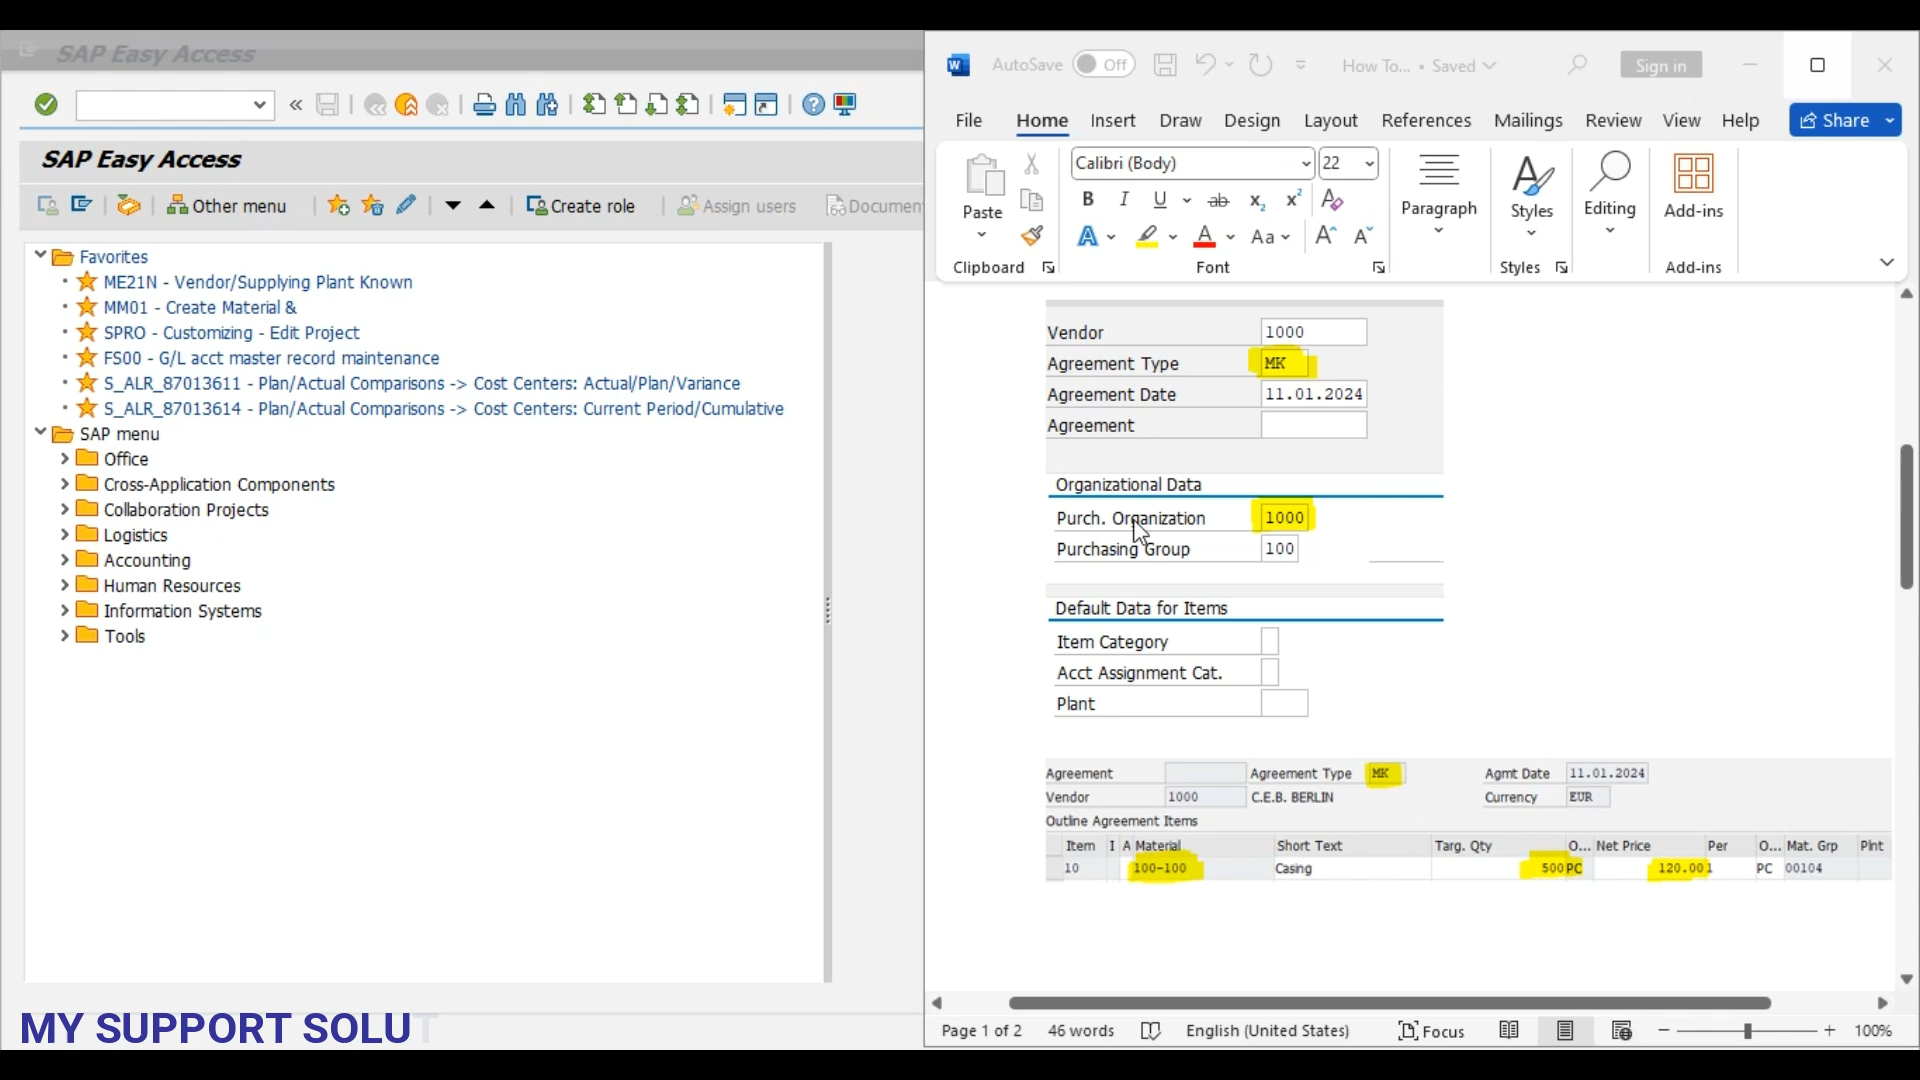 SAP Easy Access
SAP Easy Access
Other menu
Create role
Assign users
Documen
Favorites
ME21N - Vendor/Supplying Plant Known
MM01 - Create Material &
SPRO - Customizing - Edit Project
FS00 - G/L acct master record maintenance
S_ALR_87013611 - Plan/Actual Comparisons -> Cost Centers: Actual/Plan/Variance
S_ALR_87013614 - Plan/Actual Comparisons -> Cost Centers: Current Period/Cumulative
SAP menu
Office
Cross-Application Components
Collaboration Projects
Logistics
Accounting
Human Resources
Information Systems
Tools
MY SUPPORT SOLUT
W AutoSave Off How To... • Saved Sign in
File Home Insert Draw Design Layout References Mailings Review View Help Share
Calibri (Body) 22
Paste B I U ab x₂ x² A Paragraph Styles Editing Add-ins
A A Aa A A
Clipboard Font Styles Add-ins
Vendor 1000
Agreement Type MK
Agreement Date 11.01.2024
Agreement
Organizational Data
Purch. Organization 1000
Purchasing Group 100
Default Data for Items
Item Category
Acct Assignment Cat.
Plant
Agreement Agreement Type MK Agmt Date 11.01.2024
Vendor 1000 C.E.B. BERLIN Currency EUR
Outline Agreement Items
Item I A Material Short Text Targ. Qty O... Net Price Per O... Mat. Grp Plnt
10 100-100 Casing 500 PC 120.00 1 PC 00104
Page 1 of 2 46 words English (United States) Focus 100%